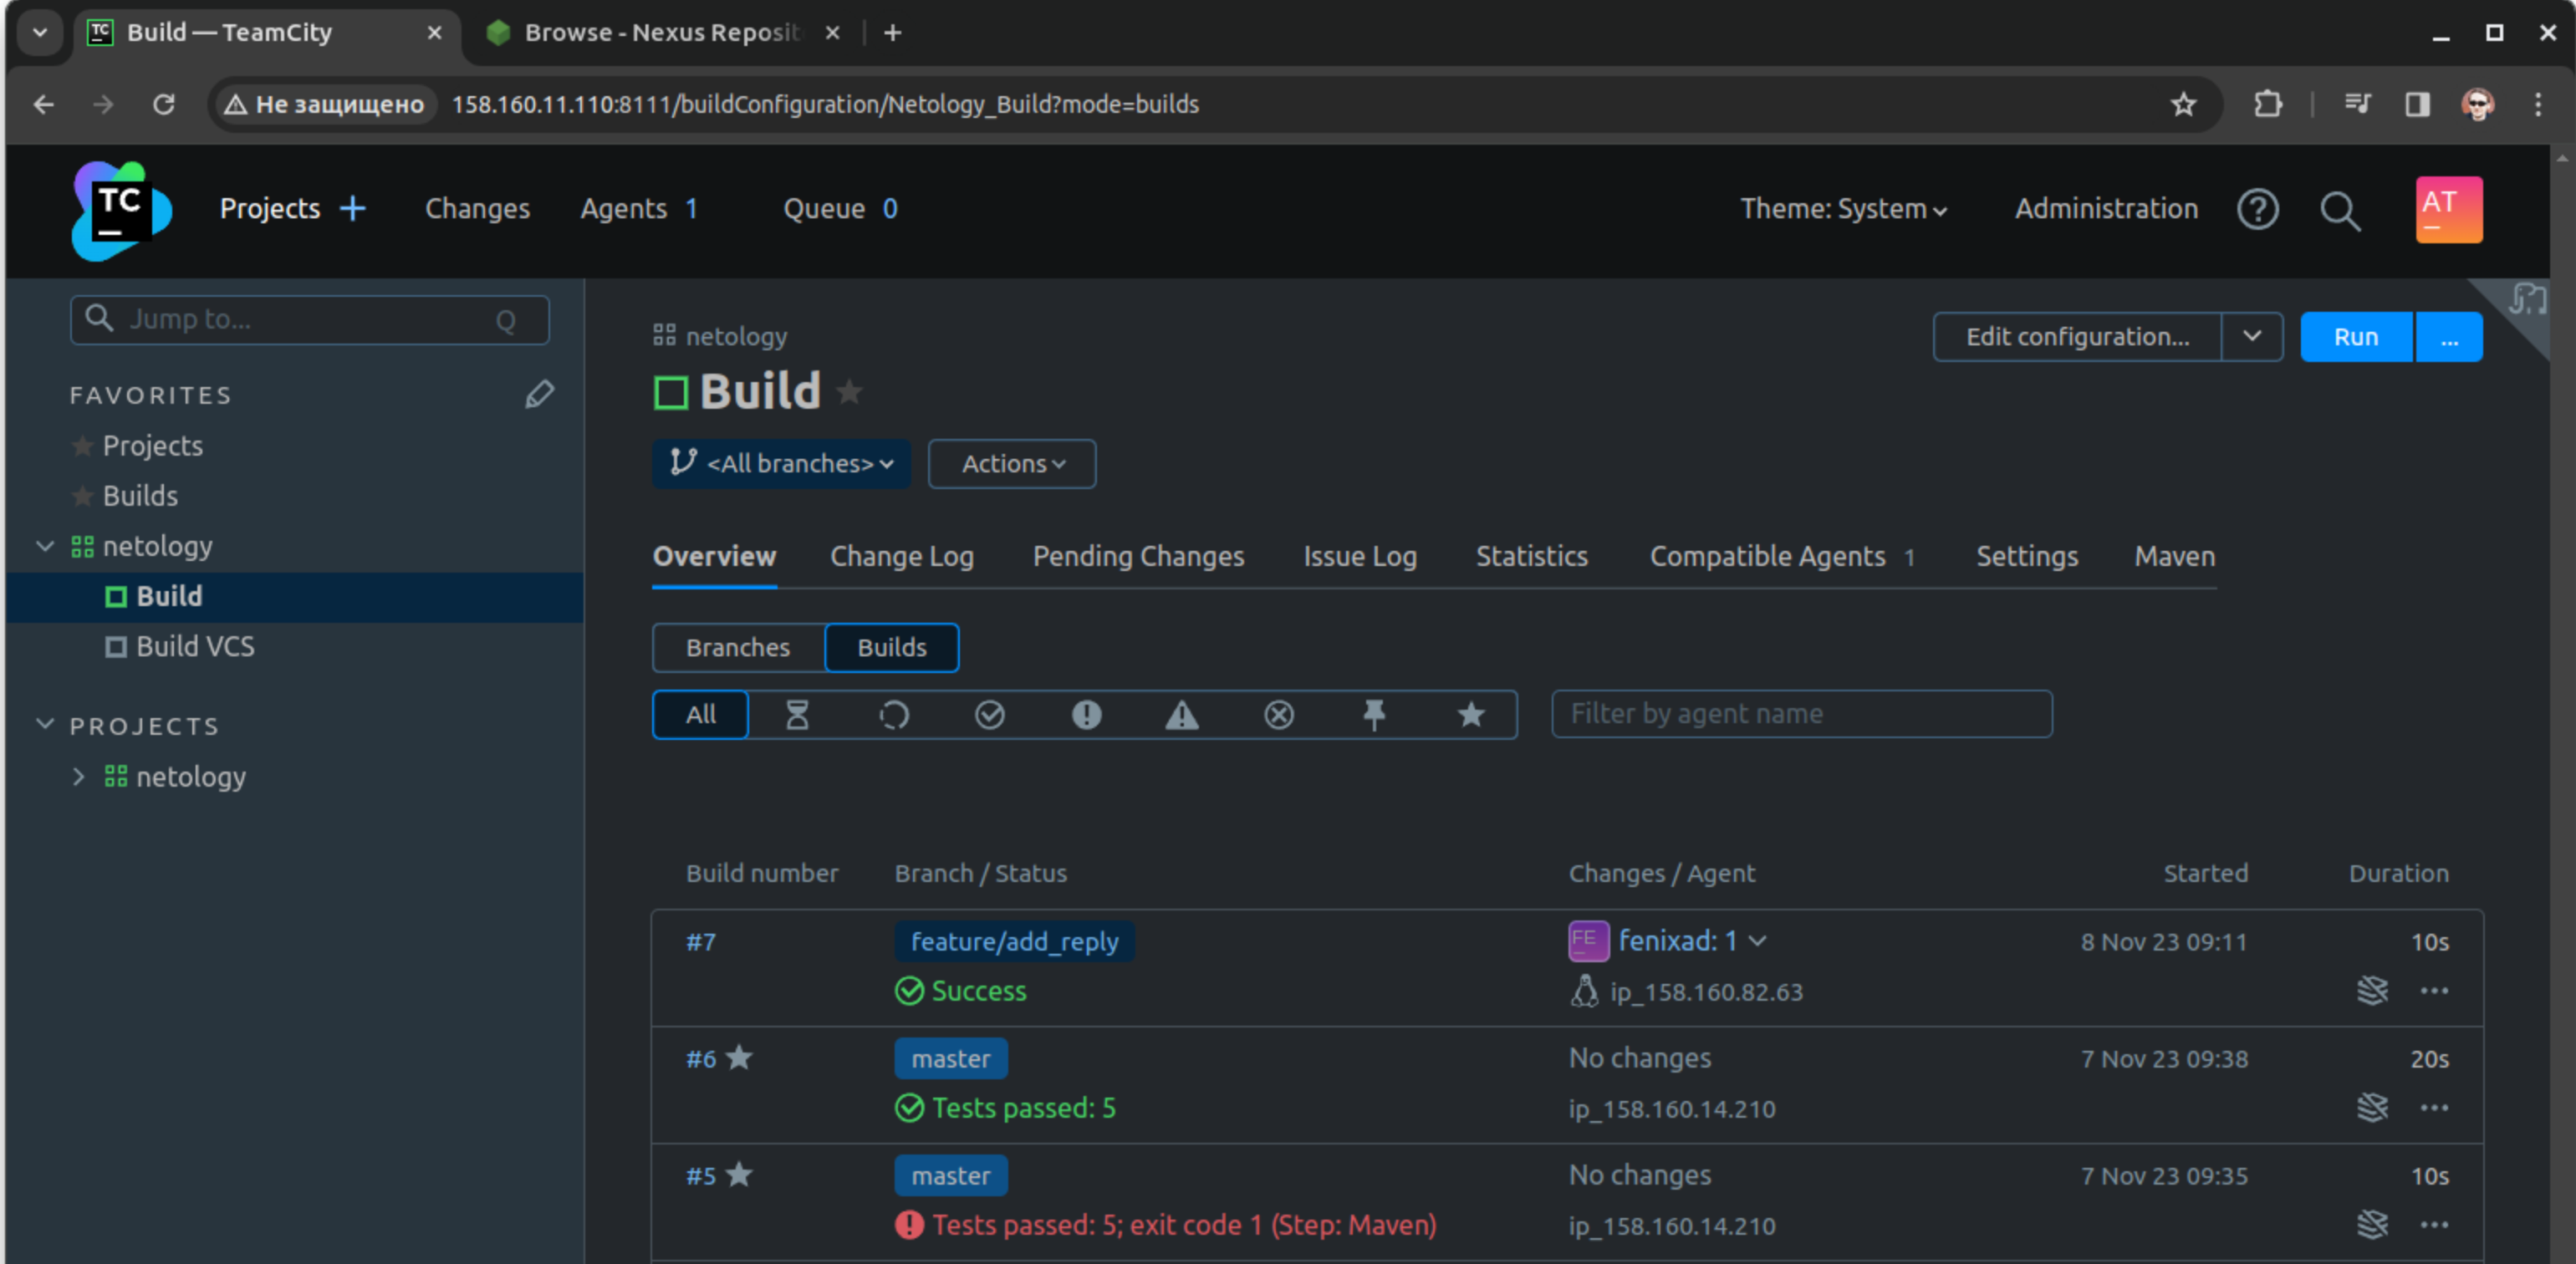 TC Build — TeamCity
Browse - Nexus Reposit
Не защищено 158.160.11.110:8111/buildConfiguration/Netology_Build?mode=builds
TC Projects Changes Agents 1 Queue 0 Theme: System Administration AT
Jump to... Q
FAVORITES
Projects
Builds
netology
Build
Build VCS
PROJECTS
netology
netology
Edit configuration... Run ...
Build
<All branches> Actions
Overview Change Log Pending Changes Issue Log Statistics Compatible Agents 1 Settings Maven
Branches Builds
All Filter by agent name
Build number Branch / Status Changes / Agent Started Duration
#7 feature/add_reply FE fenixad: 1 8 Nov 23 09:11 10s
Success ip_158.160.82.63
#6 master No changes 7 Nov 23 09:38 20s
Tests passed: 5 ip_158.160.14.210
#5 master No changes 7 Nov 23 09:35 10s
Tests passed: 5; exit code 1 (Step: Maven) ip_158.160.14.210